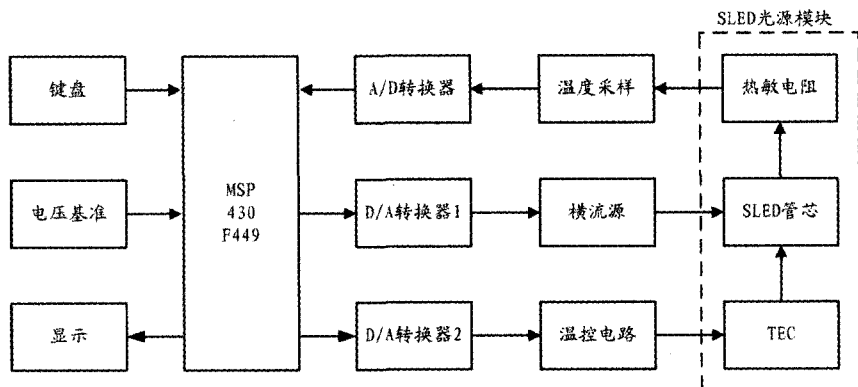 SLED光源模块
键盘
A/D转换器
温度采样
热敏电阻
MSP
430
F449
电压基准
D/A转换器1
横流源
SLED管芯
显示
D/A转换器2
温控电路
TEC